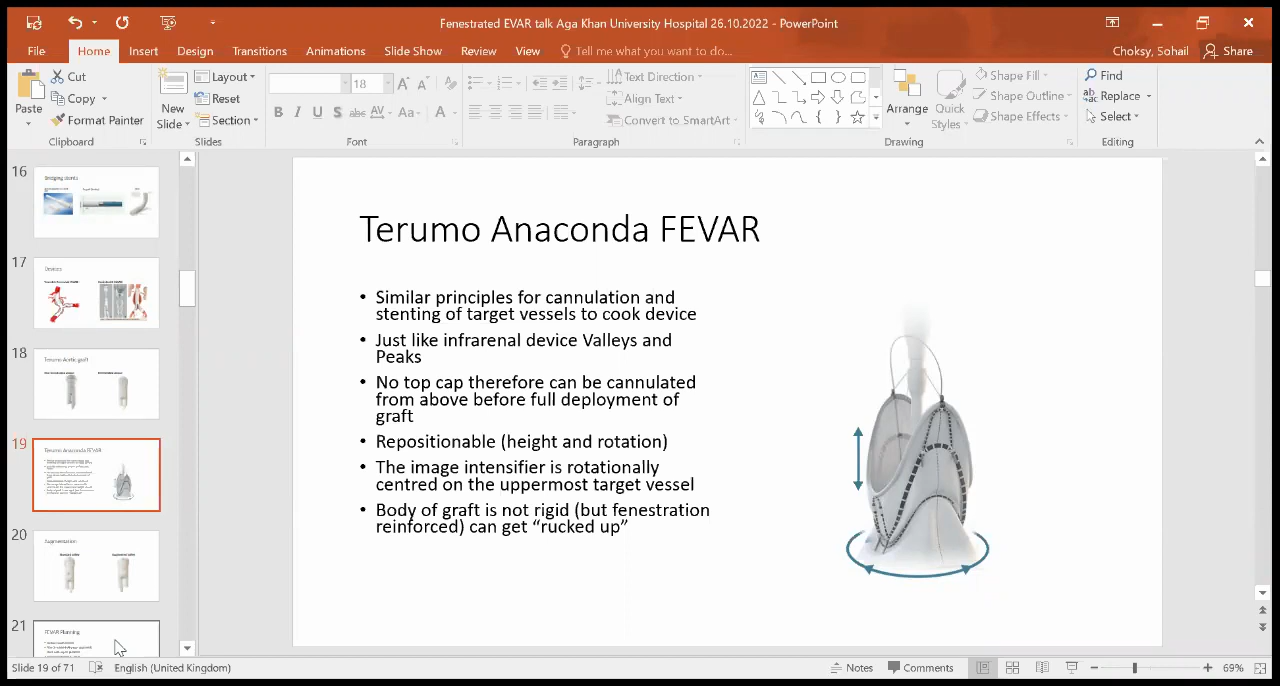 Fenestrated EVAR talk Aga Khan University Hospital 26.10.2022 - PowerPoint
File Home Insert Design Transitions Animations Slide Show Review View Tell me what you want to do... Choksy, Sohail Share
Paste
Cut
Copy
Format Painter
Clipboard
New Slide
Layout
Reset
Section
Slides
18
B I U S abc AV Aa A
Font
Text Direction
Align Text
Convert to SmartArt
Paragraph
Arrange
Quick Styles
Shape Fill
Shape Outline
Shape Effects
Drawing
Find
Replace
Select
Editing
16
Bridging stents
17
Devices
18
Terumo Aortic graft
19
Terumo Anaconda FEVAR
20
Augmentation
21
FEVAR Planning
Terumo Anaconda FEVAR
• Similar principles for cannulation and
stenting of target vessels to cook device
• Just like infrarenal device Valleys and
Peaks
• No top cap therefore can be cannulated
from above before full deployment of
graft
• Repositionable (height and rotation)
• The image intensifier is rotationally
centred on the uppermost target vessel
• Body of graft is not rigid (but fenestration
reinforced) can get “rucked up”
Slide 19 of 71 English (United Kingdom) Notes Comments 69%